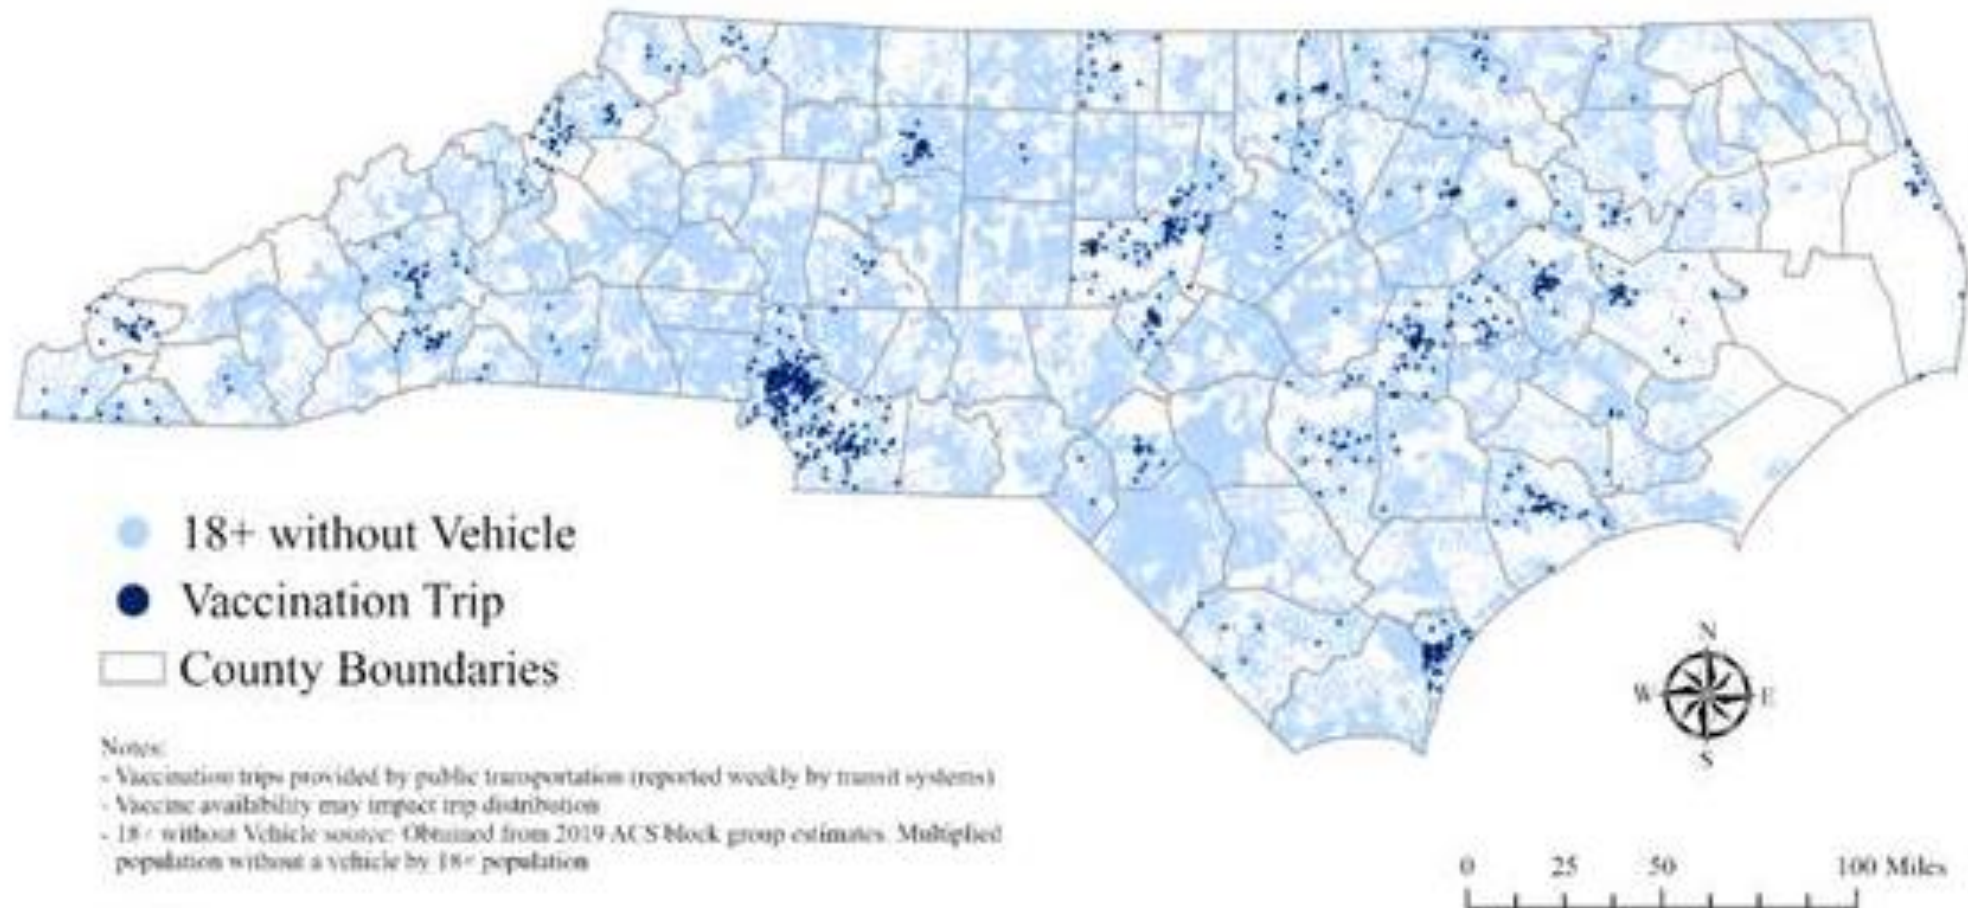 18+ without Vehicle
Vaccination Trip
County Boundaries
N
W E
S
Notes:
- Vaccination trips provided by public transportation (reported weekly by transit systems)
- Vaccine availability may impact trip distribution
- 18+ without Vehicle source: Obtained from 2019 ACS block group estimates. Multiplied
population without a vehicle by 18+ population
0 25 50 100 Miles